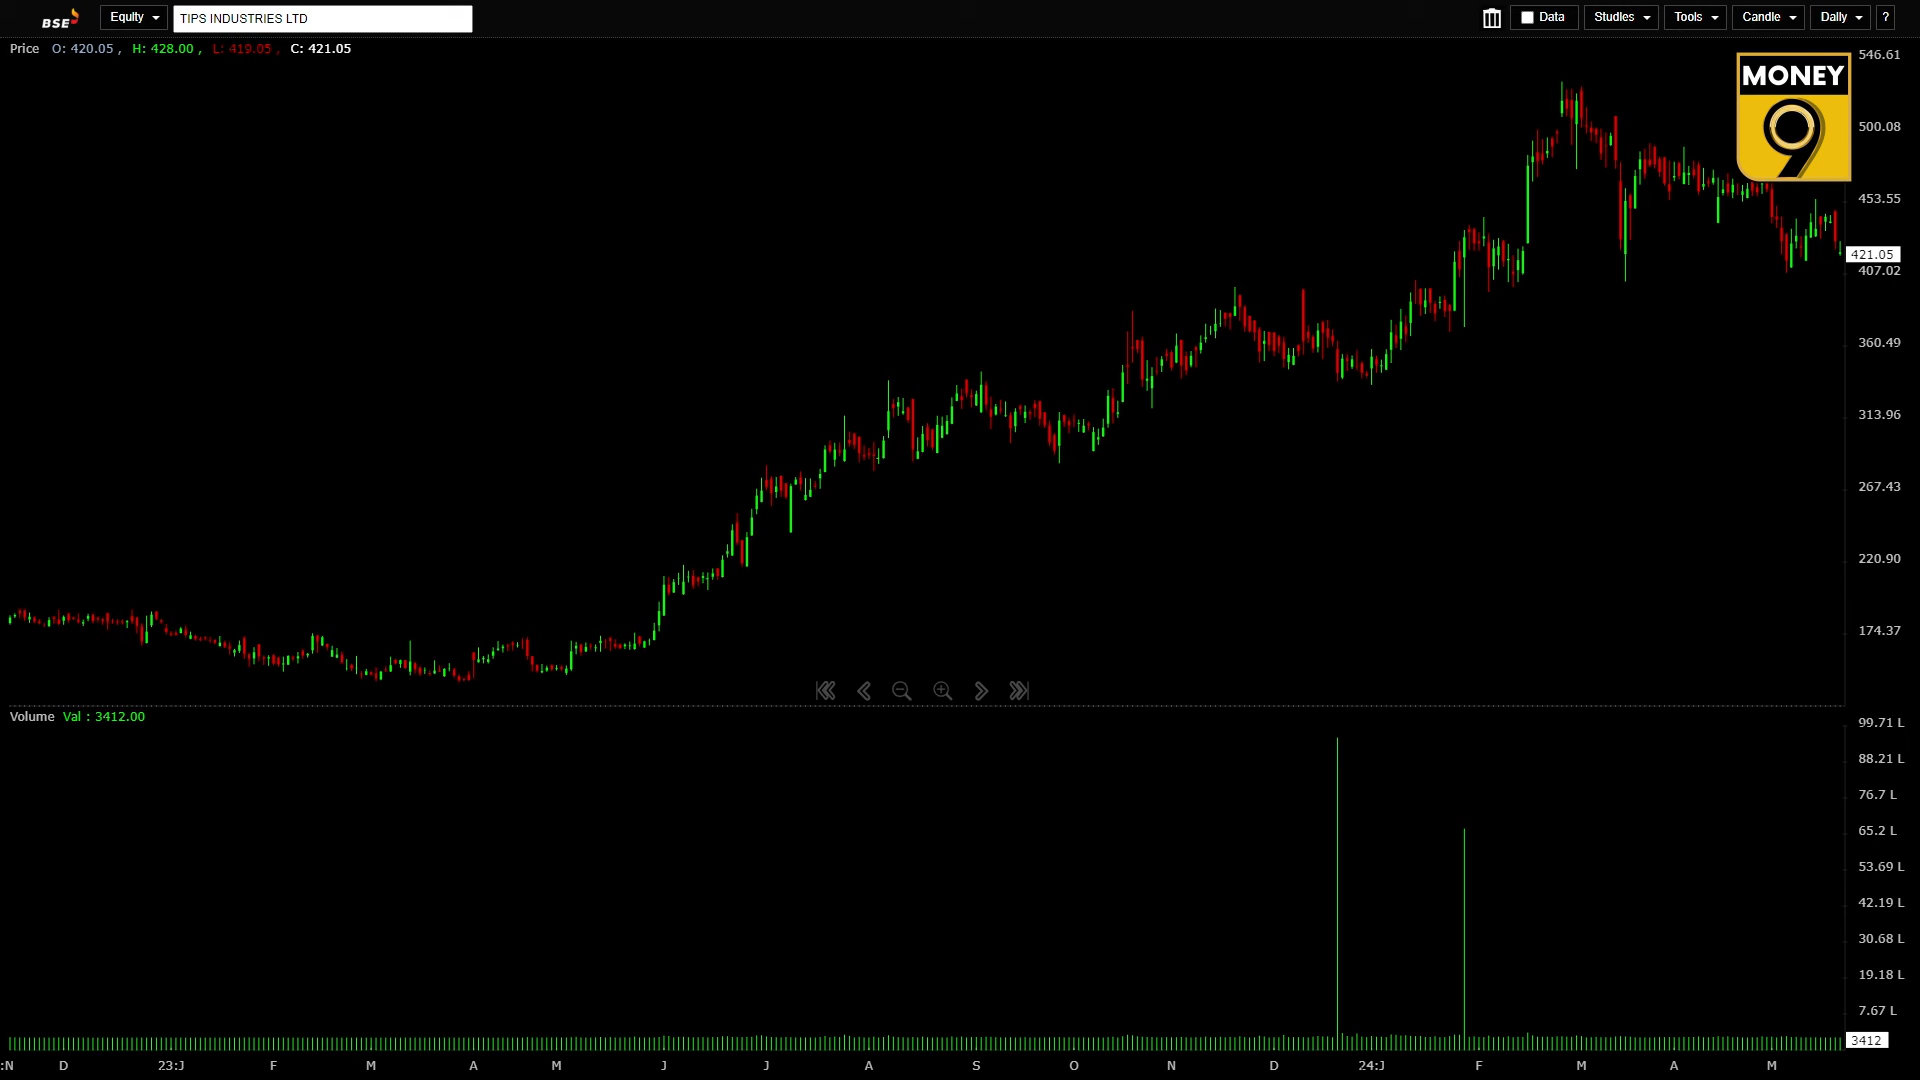 BSE Equity TIPS INDUSTRIES LTD Data Studies Tools Candle Daily ?
Price O: 420.05 , H: 428.00 , L: 419.05 , C: 421.05
MONEY
9
546.61
500.08
453.55
421.05
407.02
360.49
313.96
267.43
220.90
174.37
Volume Val : 3412.00
99.71 L
88.21 L
76.7 L
65.2 L
53.69 L
42.19 L
30.68 L
19.18 L
7.67 L
3412
:N D 23:J F M A M J J A S O N D 24:J F M A M